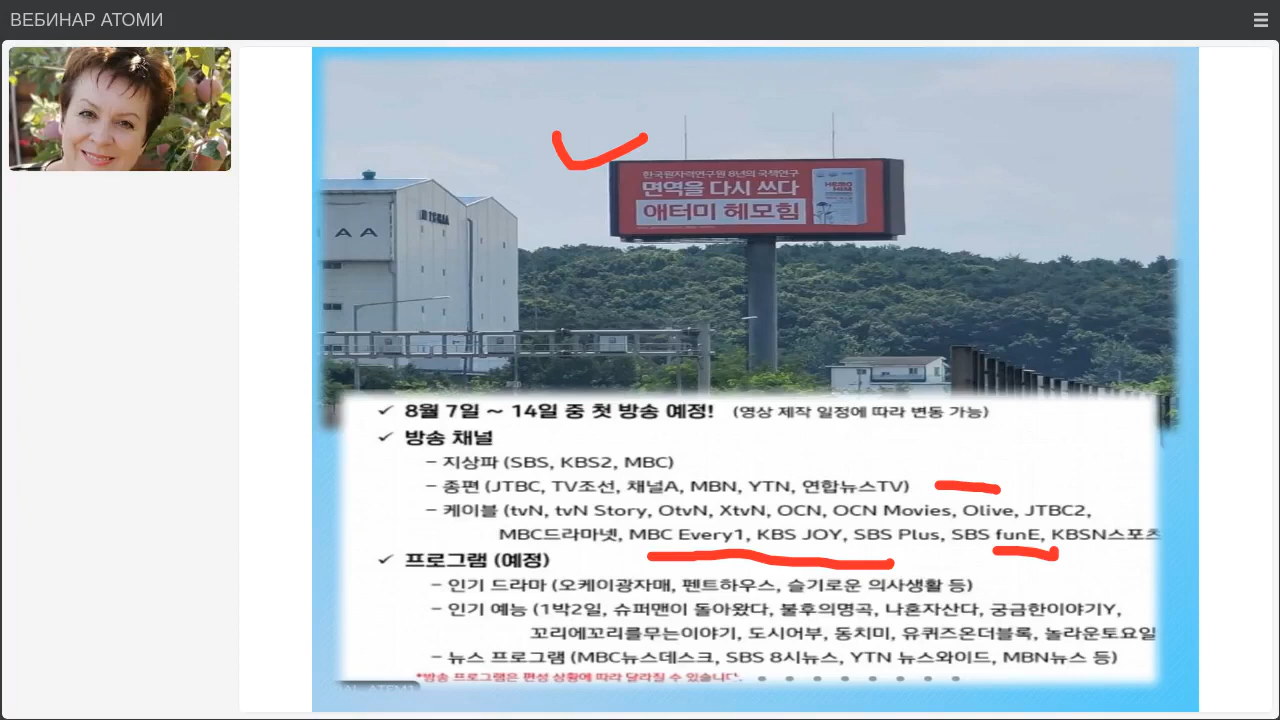 ВЕБИНАР АТОМИ
한국원자력연구원 8년의 국책연구
면역을 다시 쓰다
애터미 헤모힘
HEMO
HIM
AA
✓ 8월 7일 ~ 14일 중 첫 방송 예정! (영상 제작 일정에 따라 변동 가능)
✓ 방송 채널
– 지상파 (SBS, KBS2, MBC)
– 종편 (JTBC, TV조선, 채널A, MBN, YTN, 연합뉴스TV)
– 케이블 (tvN, tvN Story, OtvN, XtvN, OCN, OCN Movies, Olive, JTBC2,
MBC드라마넷, MBC Every1, KBS JOY, SBS Plus, SBS funE, KBSN스포츠
✓ 프로그램 (예정)
– 인기 드라마 (오케이광자매, 펜트하우스, 슬기로운 의사생활 등)
– 인기 예능 (1박2일, 슈퍼맨이 돌아왔다, 불후의명곡, 나혼자산다, 궁금한이야기Y,
꼬리에꼬리를무는이야기, 도시어부, 동치미, 유퀴즈온더블록, 놀라운토요일
– 뉴스 프로그램 (MBC뉴스데스크, SBS 8시뉴스, YTN 뉴스와이드, MBN뉴스 등)
*방송 프로그램은 편성 상황에 따라 달라질 수 있습니다.